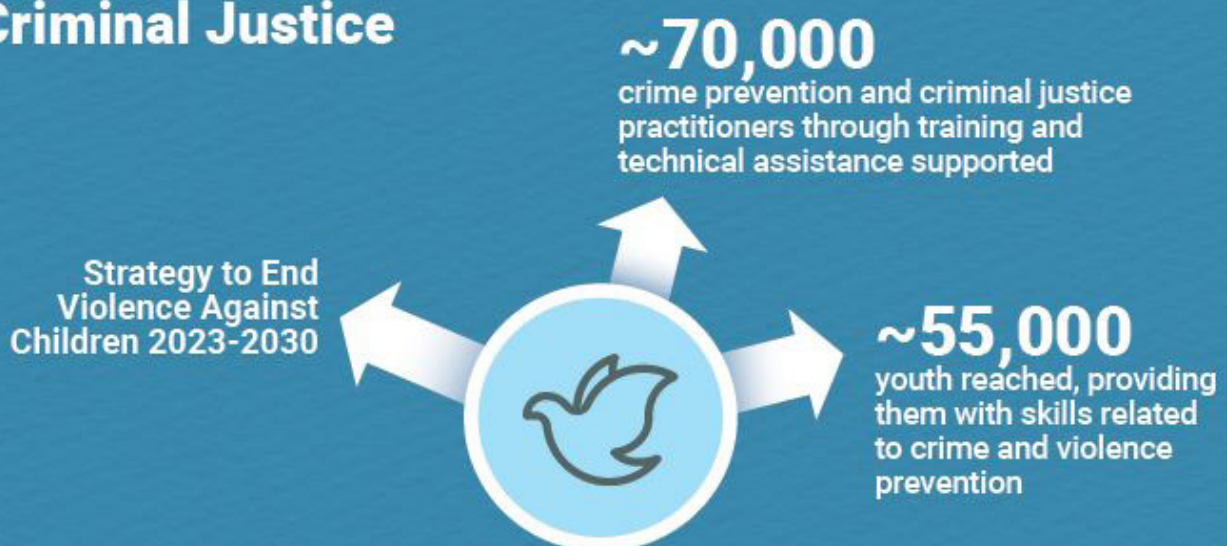 Criminal Justice
~70,000
crime prevention and criminal justice
practitioners through training and
technical assistance supported
Strategy to End
Violence Against
Children 2023-2030
~55,000
youth reached, providing
them with skills related
to crime and violence
prevention